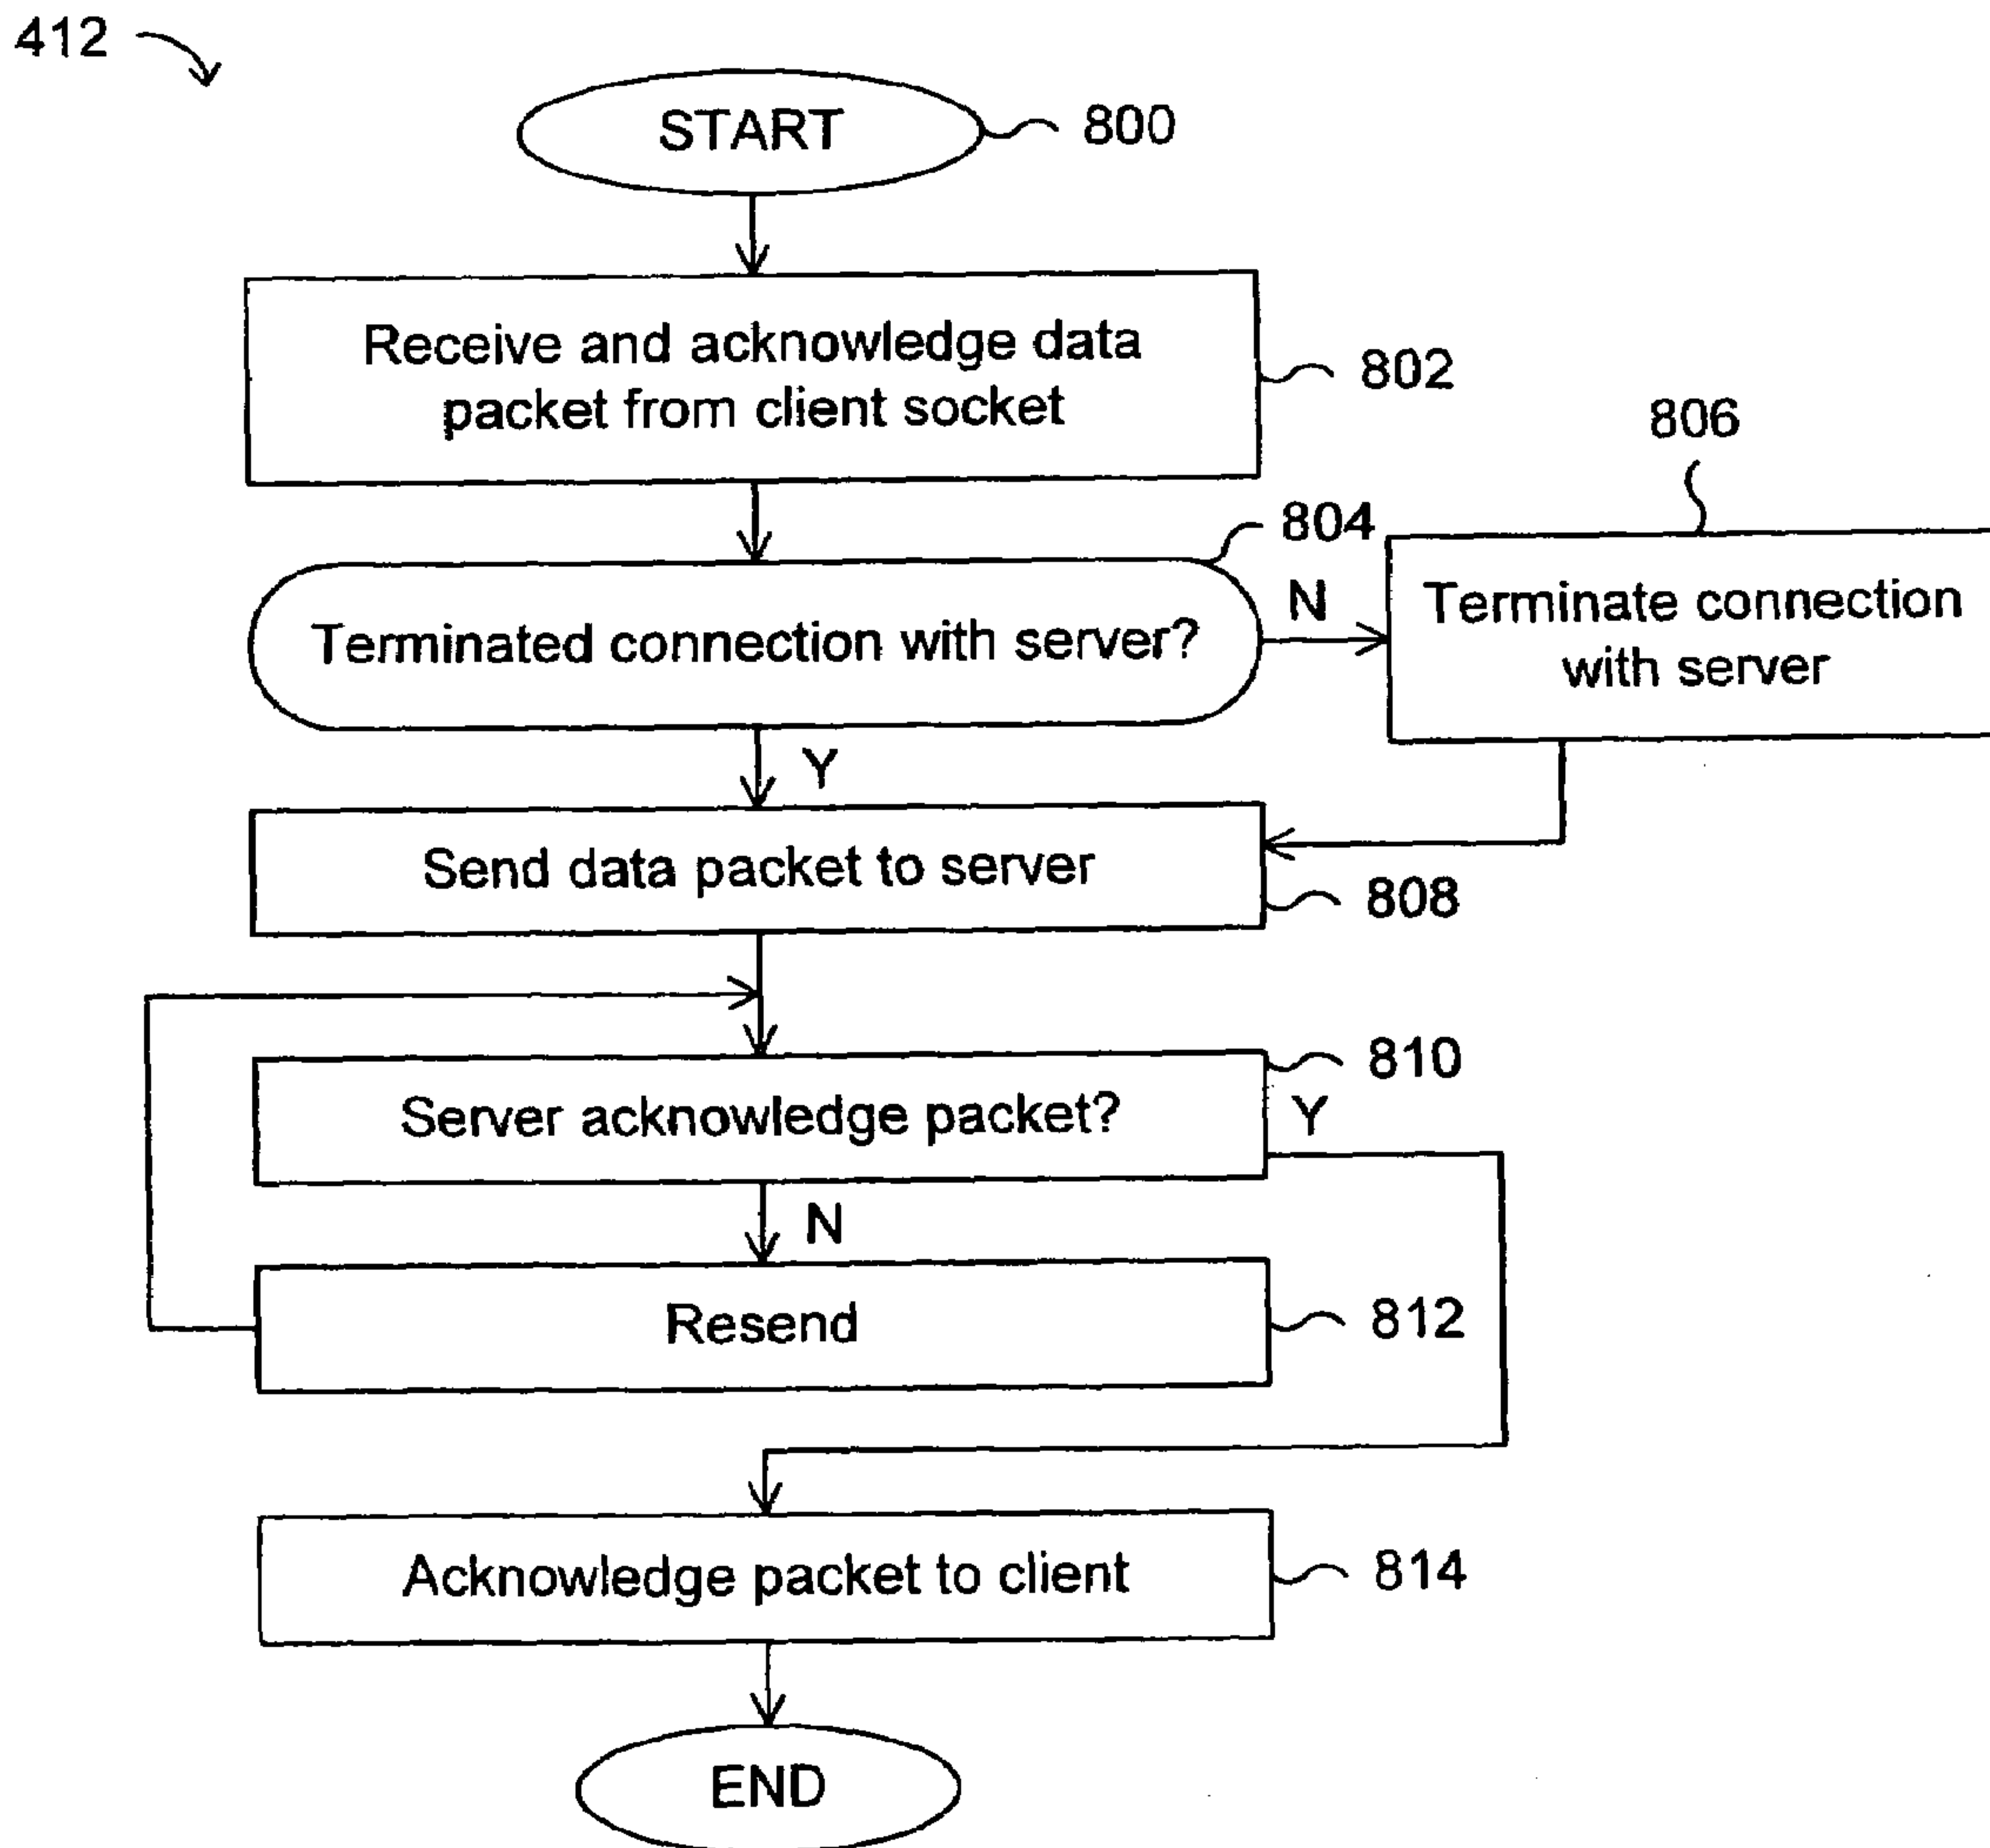 412
START
800
Receive and acknowledge data
packet from client socket
802
806
804
Terminated connection with server?
N
Terminate connection
with server
Y
Send data packet to server
808
810
Server acknowledge packet?
Y
N
Resend
812
Acknowledge packet to client
814
END